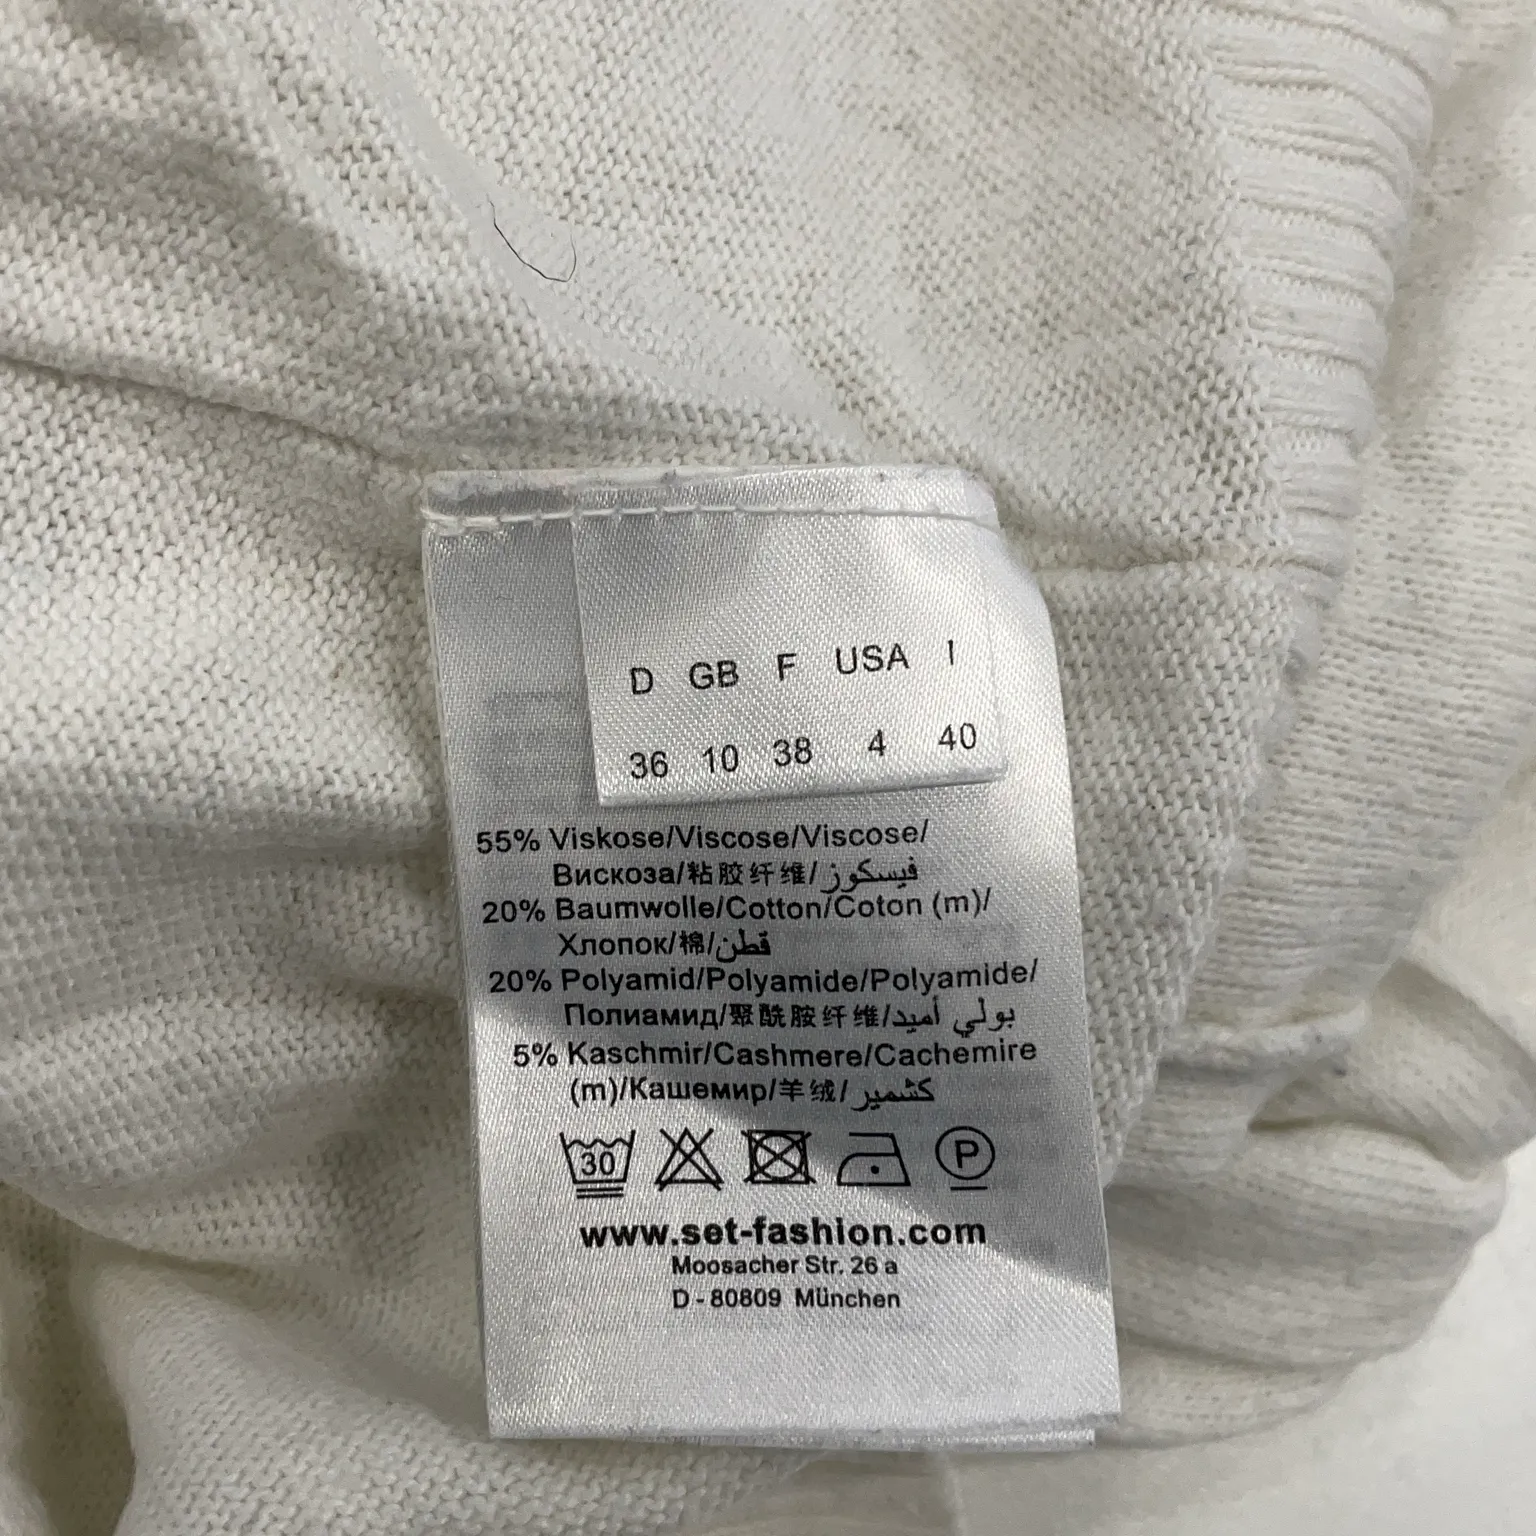 D GB F USA I
36 10 38 4 40
55% Viskose/Viscose/Viscose/
Вискоза/粘胶纤维/فيسكوز
20% Baumwolle/Cotton/Coton (m)/
Хлопок/棉/قطن
20% Polyamid/Polyamide/Polyamide/
Полиамид/聚酰胺纤维/بولي أميد
5% Kaschmir/Cashmere/Cachemire
(m)/Кашемир/羊绒/كشمير
30 P
www.set-fashion.com
Moosacher Str. 26 a
D - 80809 München